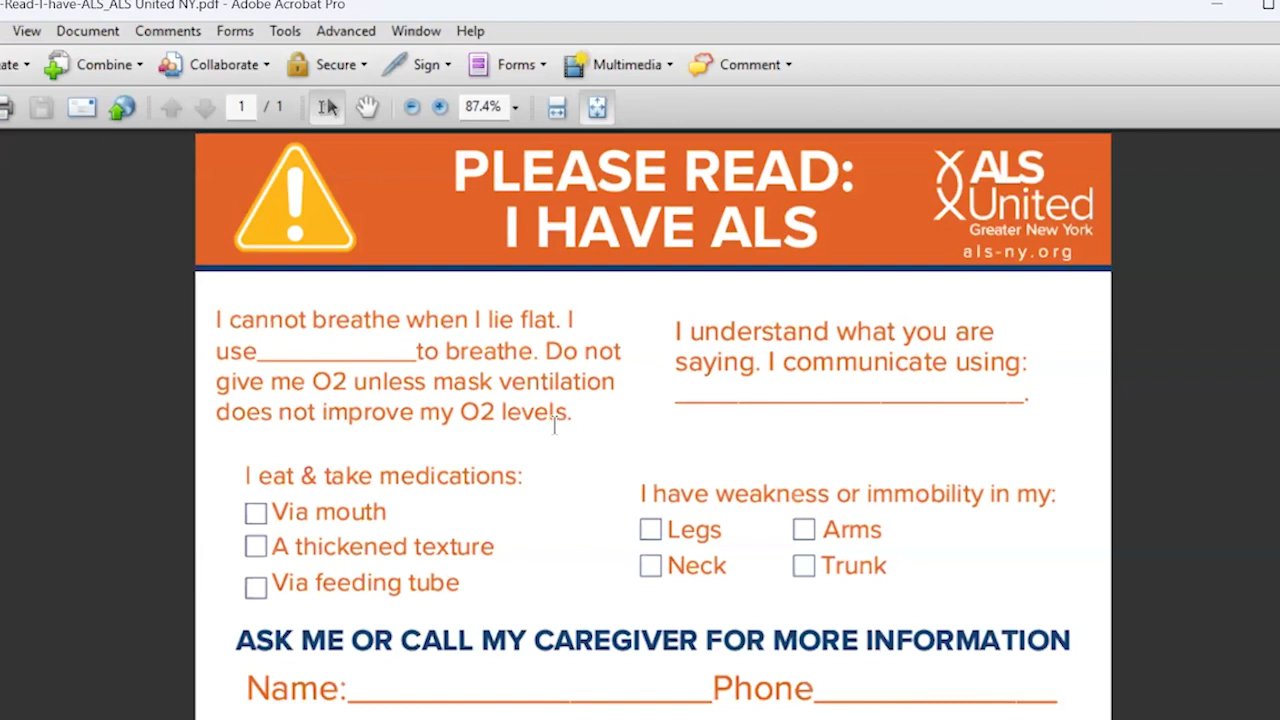 -Read-I-have-ALS_ALS United NY.pdf - Adobe Acrobat Pro
View Document Comments Forms Tools Advanced Window Help
ate Combine Collaborate Secure Sign Forms Multimedia Comment
1 / 1 87.4%
PLEASE READ:
I HAVE ALS
ALS
United
Greater New York
als-ny.org
I cannot breathe when I lie flat. I
use____________to breathe. Do not
give me O2 unless mask ventilation
does not improve my O2 levels.
I understand what you are
saying. I communicate using:
__________________________.
I eat & take medications:
Via mouth
A thickened texture
Via feeding tube
I have weakness or immobility in my:
Legs Arms
Neck Trunk
ASK ME OR CALL MY CAREGIVER FOR MORE INFORMATION
Name:_______________________Phone_______________